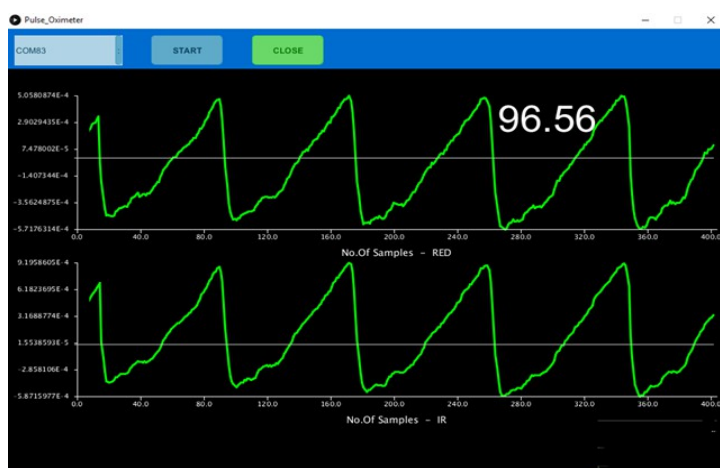 Pulse_Oximeter
COM83 START CLOSE
96.56
5.0580874E-4
2.9029435E-4
7.478002E-5
-1.407344E-4
-3.5624875E-4
-5.7176314E-4
0.0 40.0 80.0 120.0 160.0 200.0 240.0 280.0 320.0 360.0 400.0
No.Of Samples - RED
9.1958605E-4
6.1823695E-4
3.1688774E-4
1.5538593E-5
-2.858106E-4
-5.8715977E-4
0.0 40.0 80.0 120.0 160.0 200.0 240.0 280.0 320.0 360.0 400.0
No.Of Samples - IR